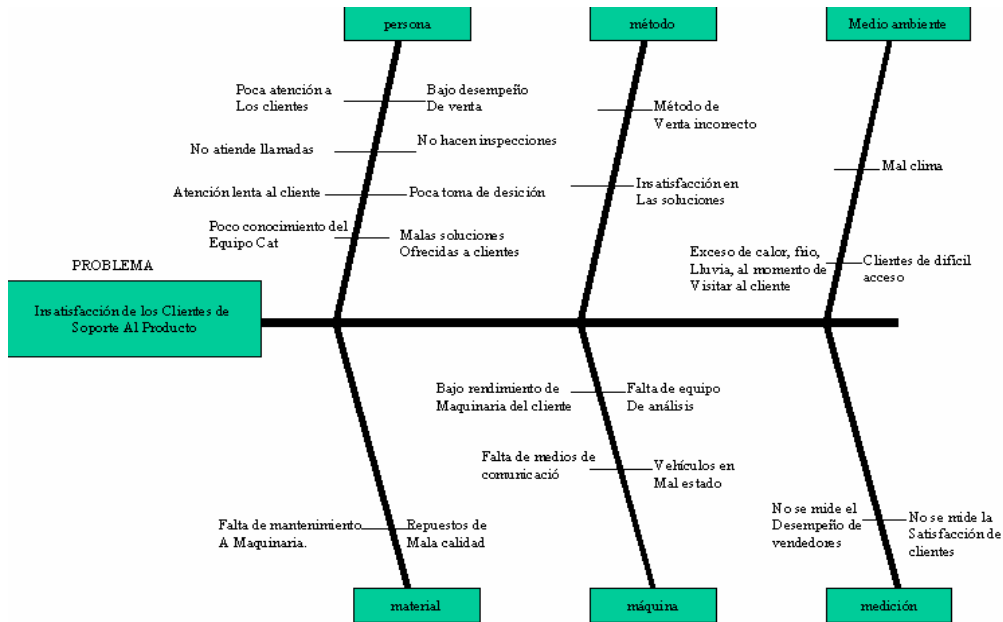 persona
método
Medio ambiente
Poca atención a
Los clientes
Bajo desempeño
De venta
No atiende llamadas
No hacen inspecciones
Atención lenta al cliente
Poca toma de desición
Poco conocimiento del
Equipo Cat
Malas soluciones
Ofrecidas a clientes
Método de
Venta incorrecto
Insatisfacción en
Las soluciones
Mal clima
Exceso de calor, frio,
Lluvia, al momento de
Visitar al cliente
Clientes de difícil
acceso
PROBLEMA
Insatisfacción de los Clientes de
Soporte Al Producto
Bajo rendimiento de
Maquinaria del cliente
Falta de equipo
De análisis
Falta de medios de
comunicació
Vehículos en
Mal estado
Falta de mantenimiento
A Maquinaria.
Repuestos de
Mala calidad
No se mide el
Desempeño de
vendedores
No se mide la
Satisfacción de
clientes
material
máquina
medición